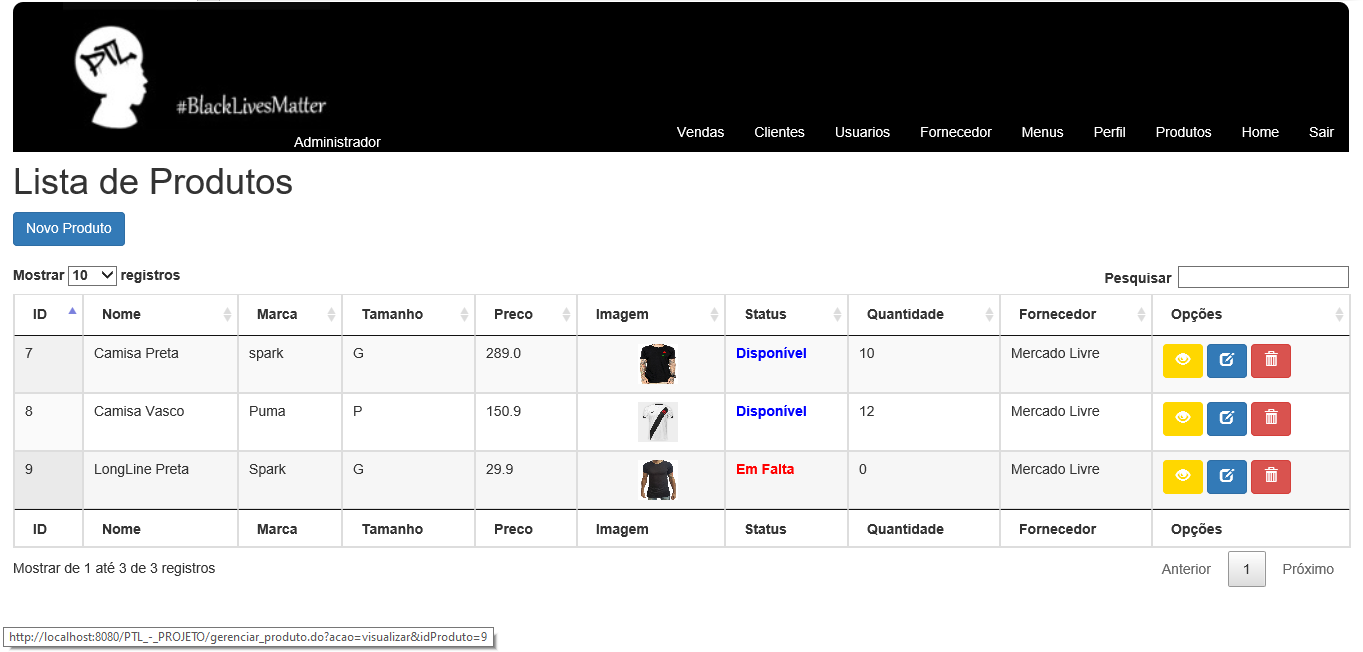 PTL
#BlackLivesMatter
Administrador
Vendas Clientes Usuarios Fornecedor Menus Perfil Produtos Home Sair
Lista de Produtos
Novo Produto
Mostrar 10 registros
Pesquisar
ID Nome Marca Tamanho Preco Imagem Status Quantidade Fornecedor Opções
7 Camisa Preta spark G 289.0 Disponível 10 Mercado Livre
8 Camisa Vasco Puma P 150.9 Disponível 12 Mercado Livre
9 LongLine Preta Spark G 29.9 Em Falta 0 Mercado Livre
ID Nome Marca Tamanho Preco Imagem Status Quantidade Fornecedor Opções
Mostrar de 1 até 3 de 3 registros
Anterior 1 Próximo
http://localhost:8080/PTL_-_PROJETO/gerenciar_produto.do?acao=visualizar&idProduto=9